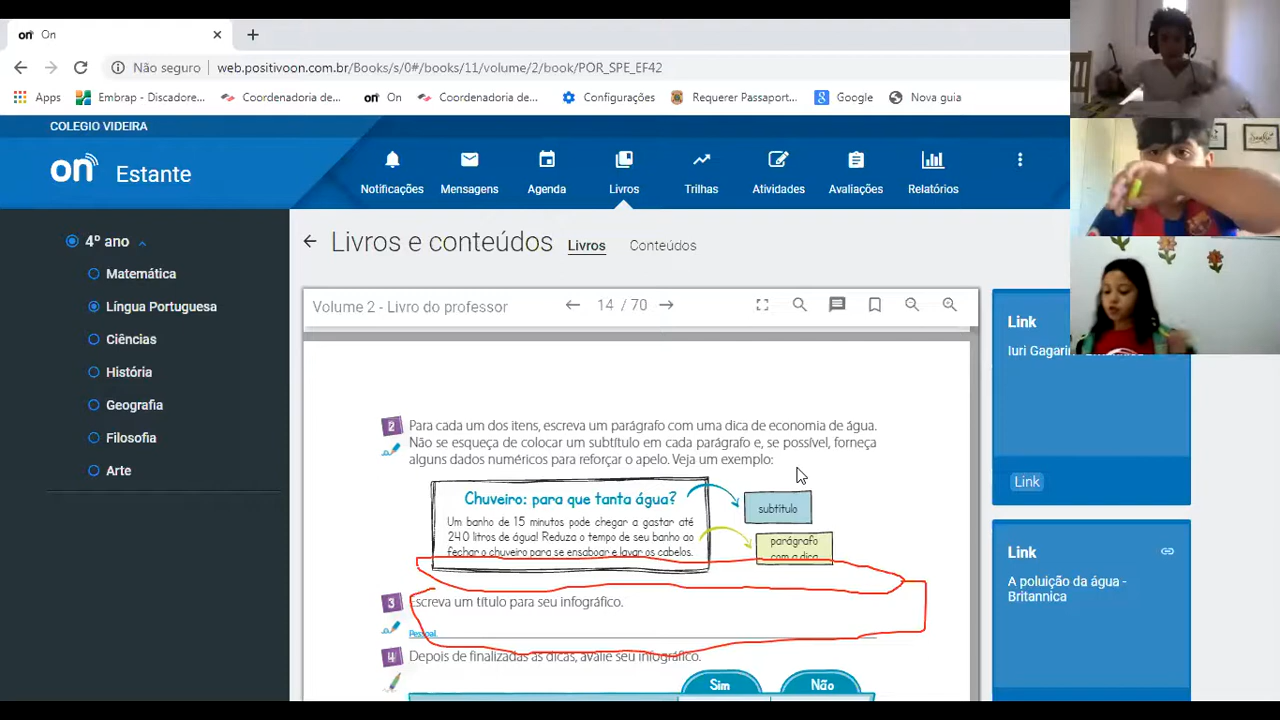 On
Não seguro
web.positivoon.com.br/Books/s/0#/books/11/volume/2/book/POR_SPE_EF42
Apps
Embrap - Discadore...
Coordenadoria de...
On
Coordenadoria de...
Configurações
Requerer Passaport...
Google
Nova guia
COLEGIO VIDEIRA
on
Estante
Notificações
Mensagens
Agenda
Livros
Trilhas
Atividades
Avaliações
Relatórios
4º ano
Matemática
Língua Portuguesa
Ciências
História
Geografia
Filosofia
Arte
Livros e conteúdos
Livros
Conteúdos
Volume 2 - Livro do professor
14 / 70
2 Para cada um dos itens, escreva um parágrafo com uma dica de economia de água.
Não se esqueça de colocar um subtítulo em cada parágrafo e, se possível, forneça
alguns dados numéricos para reforçar o apelo. Veja um exemplo:
Chuveiro: para que tanta água?
Um banho de 15 minutos pode chegar a gastar até
240 litros de água! Reduza o tempo de seu banho ao
fechar o chuveiro para se ensaboar e lavar os cabelos.
subtítulo
parágrafo
com a dica
3 Escreva um título para seu infográfico.
Pessoal.
4 Depois de finalizadas as dicas, avalie seu infográfico.
Sim
Não
Link
Iuri Gagarin
Link
Link
A poluição da água -
Britannica